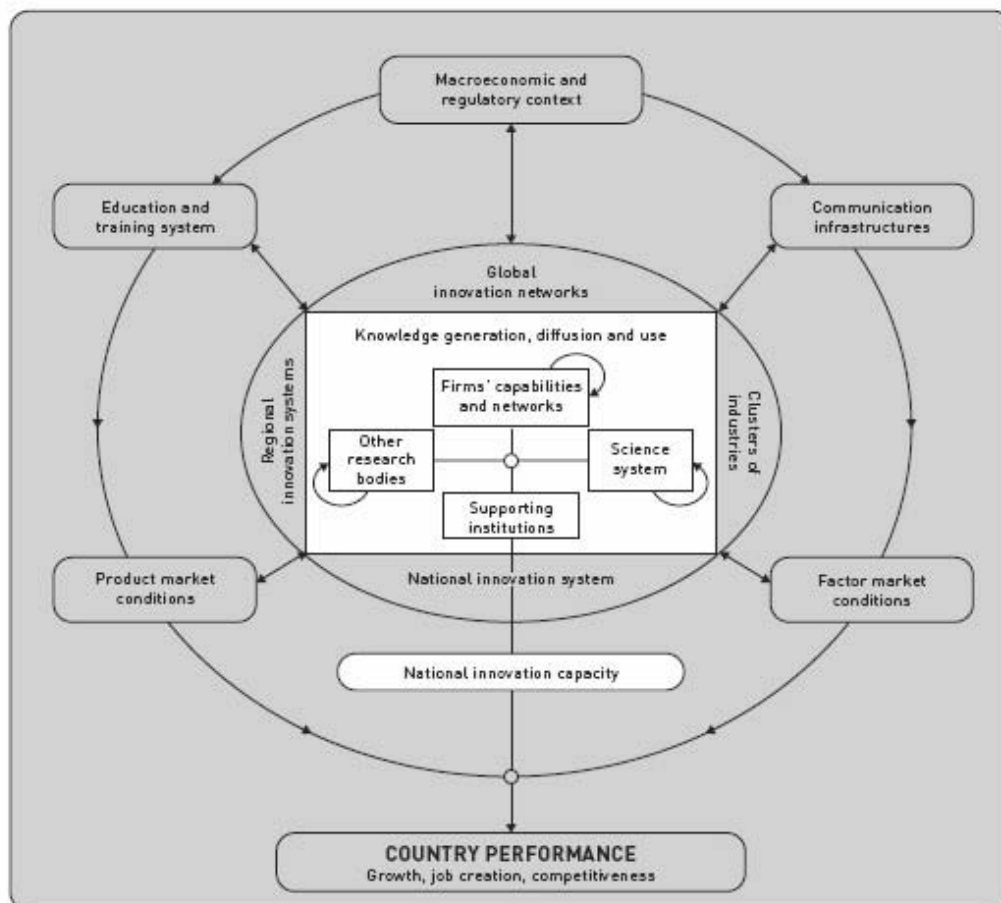 Macroeconomic and
regulatory context
Education and
training system
Communication
infrastructures
Global
innovation networks
Knowledge generation, diffusion and use
Firms' capabilities
and networks
Regional
innovation systems
Clusters of
industries
Other
research
bodies
Science
system
Supporting
institutions
Product market
conditions
National innovation system
Factor market
conditions
National innovation capacity
COUNTRY PERFORMANCE
Growth, job creation, competitiveness